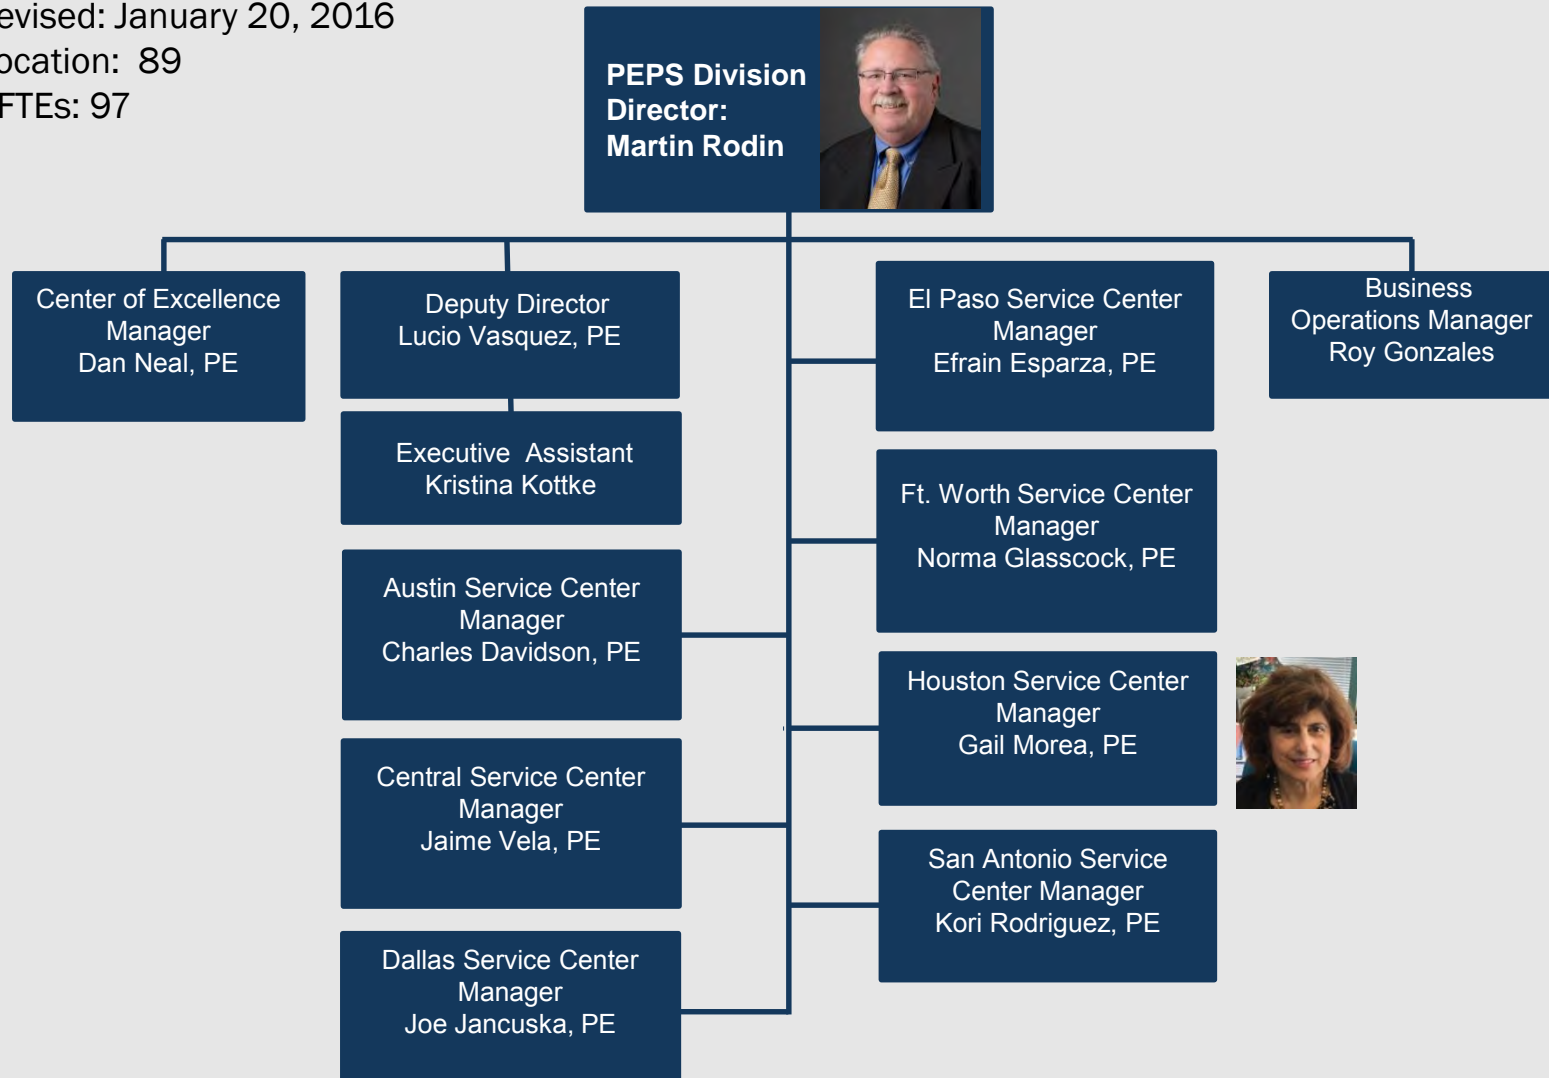 evised: January 20, 2016
ocation: 89
FTEs: 97
PEPS Division
Director:
Martin Rodin
Center of Excellence
Manager
Dan Neal, PE
Deputy Director
Lucio Vasquez, PE
El Paso Service Center
Manager
Efrain Esparza, PE
Business
Operations Manager
Roy Gonzales
Executive Assistant
Kristina Kottke
Ft. Worth Service Center
Manager
Norma Glasscock, PE
Austin Service Center
Manager
Charles Davidson, PE
Houston Service Center
Manager
Gail Morea, PE
Central Service Center
Manager
Jaime Vela, PE
San Antonio Service
Center Manager
Kori Rodriguez, PE
Dallas Service Center
Manager
Joe Jancuska, PE